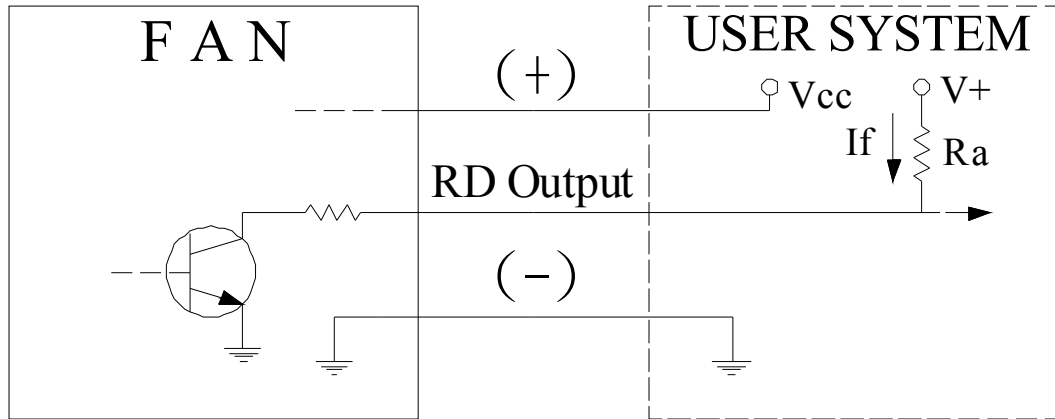 F A N
USER SYSTEM
(+)
Vcc
V+
If
Ra
RD Output
(-)